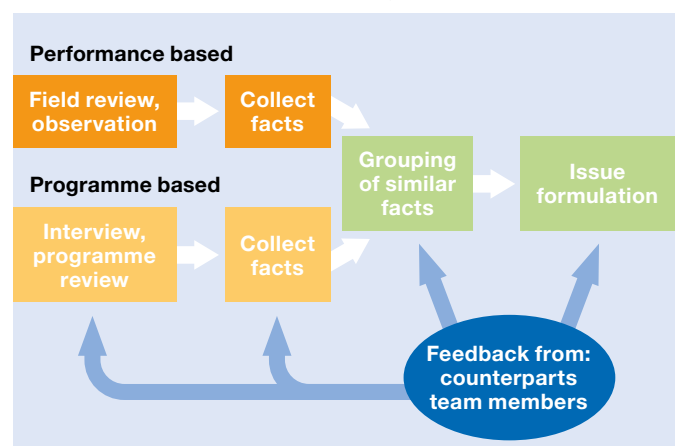 Performance based
Field review,
observation
Collect
facts
Grouping
of similar
facts
Issue
formulation
Programme based
Interview,
programme
review
Collect
facts
Feedback from:
counterparts
team members